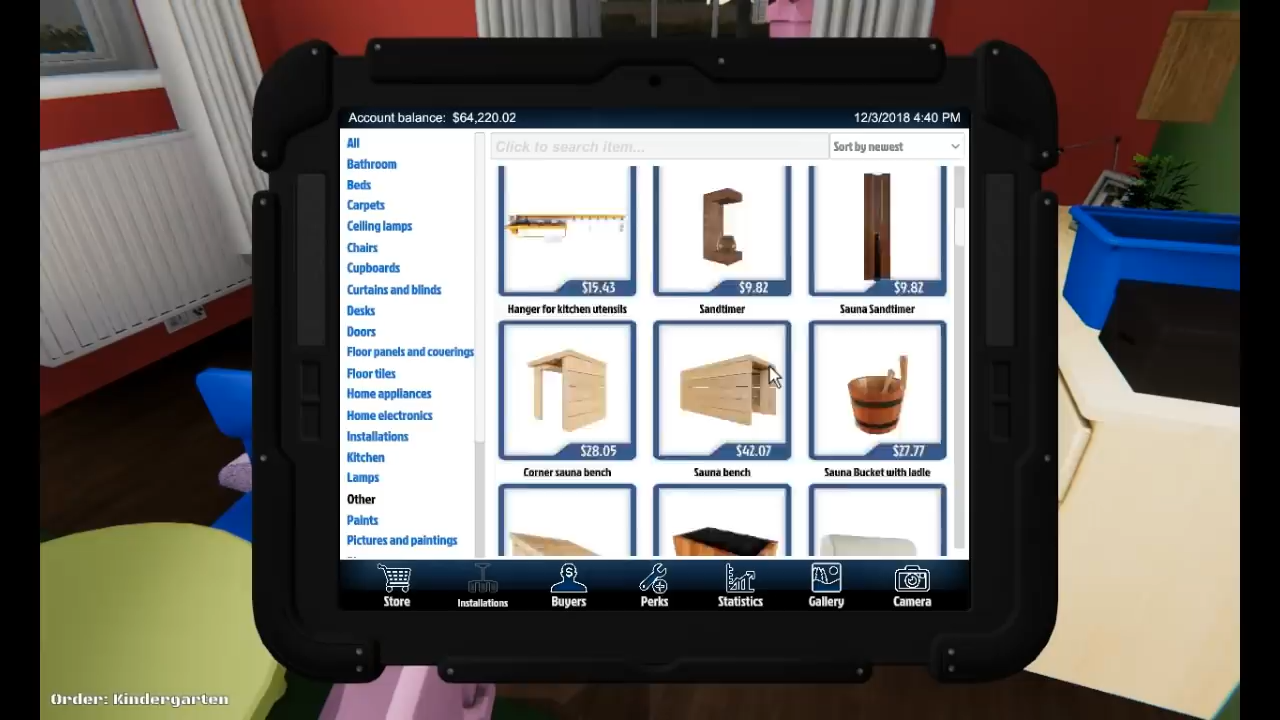 Account balance: $64,220.02
12/3/2018 4:40 PM
All
Bathroom
Beds
Carpets
Ceiling lamps
Chairs
Cupboards
Curtains and blinds
Desks
Doors
Floor panels and coverings
Floor tiles
Home appliances
Home electronics
Installations
Kitchen
Lamps
Other
Paints
Pictures and paintings
Click to search item...
Sort by newest
$15.43
$9.82
$9.82
Hanger for kitchen utensils
Sandtimer
Sauna Sandtimer
$28.05
$42.07
$27.77
Corner sauna bench
Sauna bench
Sauna Bucket with ladle
Store
Installations
Buyers
Perks
Statistics
Gallery
Camera
Order: Kindergarten